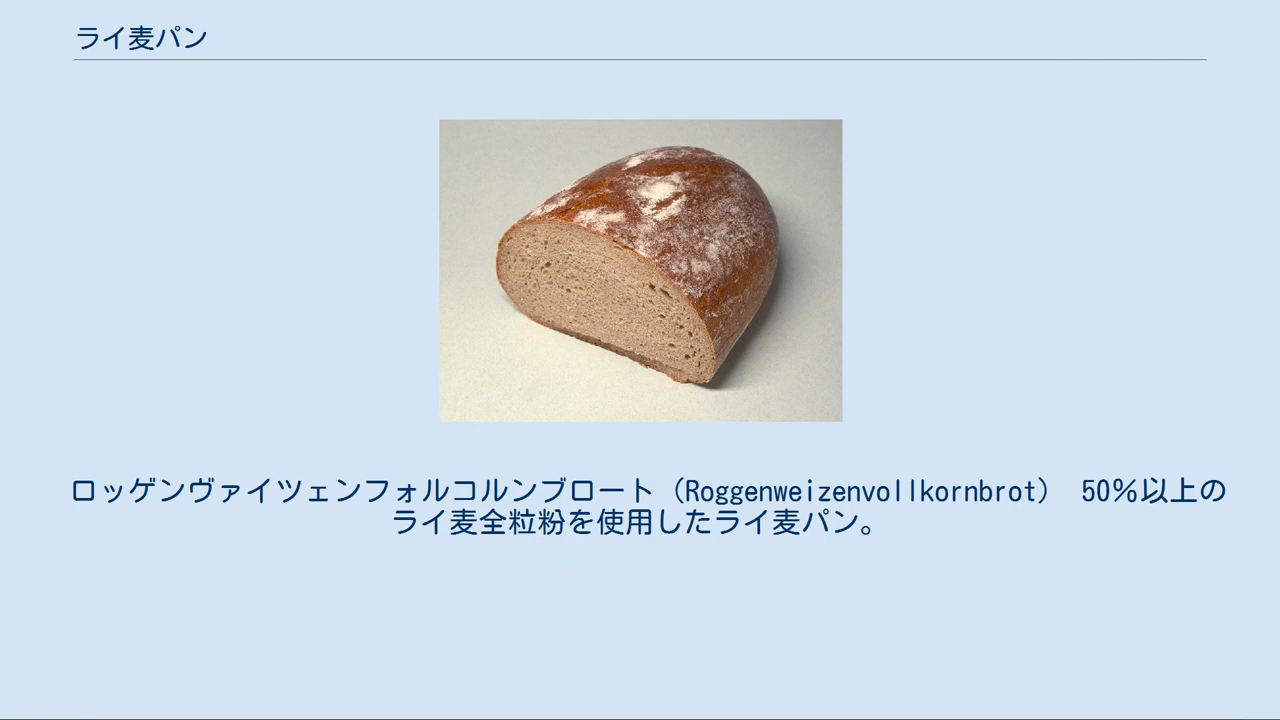 ライ麦パン
ロッゲンヴァイツェンフォルコルンブロート（Roggenweizenvollkornbrot） 50％以上の
ライ麦全粒粉を使用したライ麦パン。